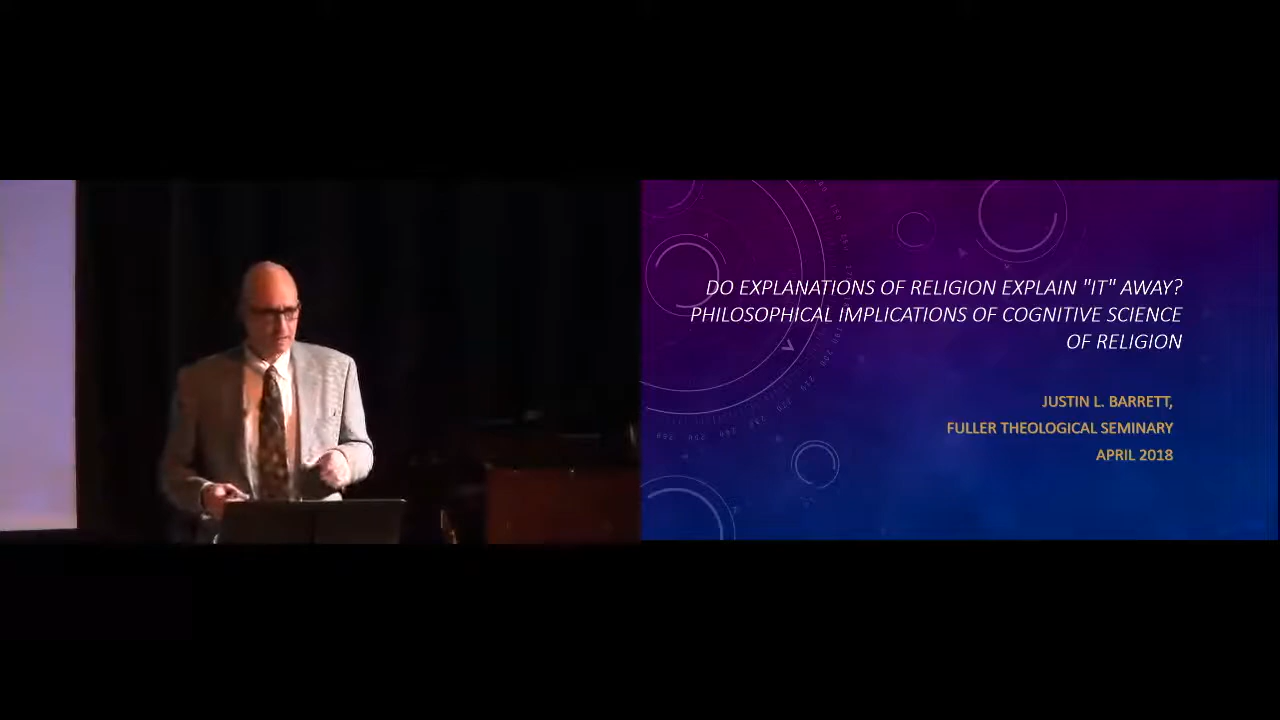 DO EXPLANATIONS OF RELIGION EXPLAIN "IT" AWAY?
PHILOSOPHICAL IMPLICATIONS OF COGNITIVE SCIENCE
OF RELIGION
JUSTIN L. BARRETT,
FULLER THEOLOGICAL SEMINARY
APRIL 2018